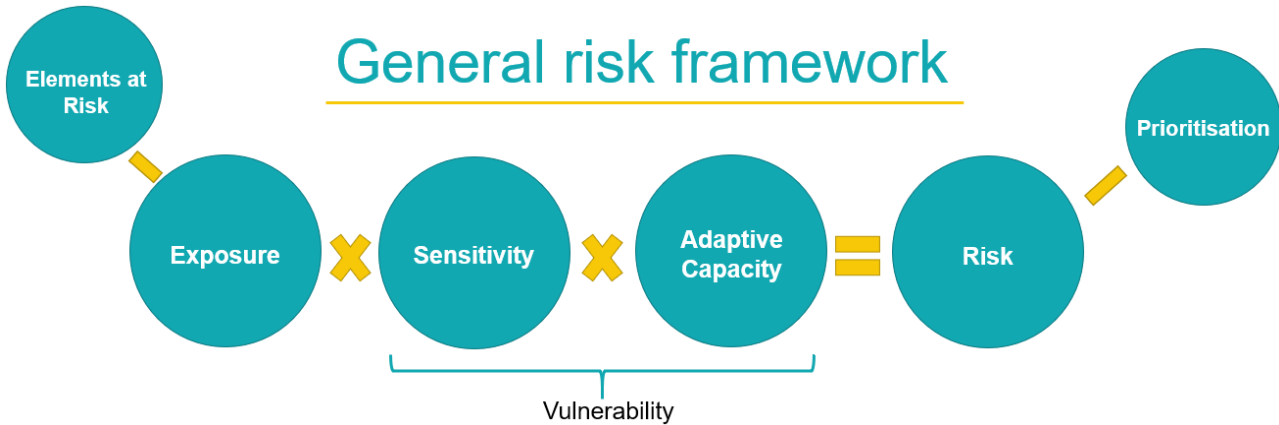 General risk framework
Elements at
Risk
Exposure
Sensitivity
Adaptive
Capacity
Risk
Prioritisation
Vulnerability